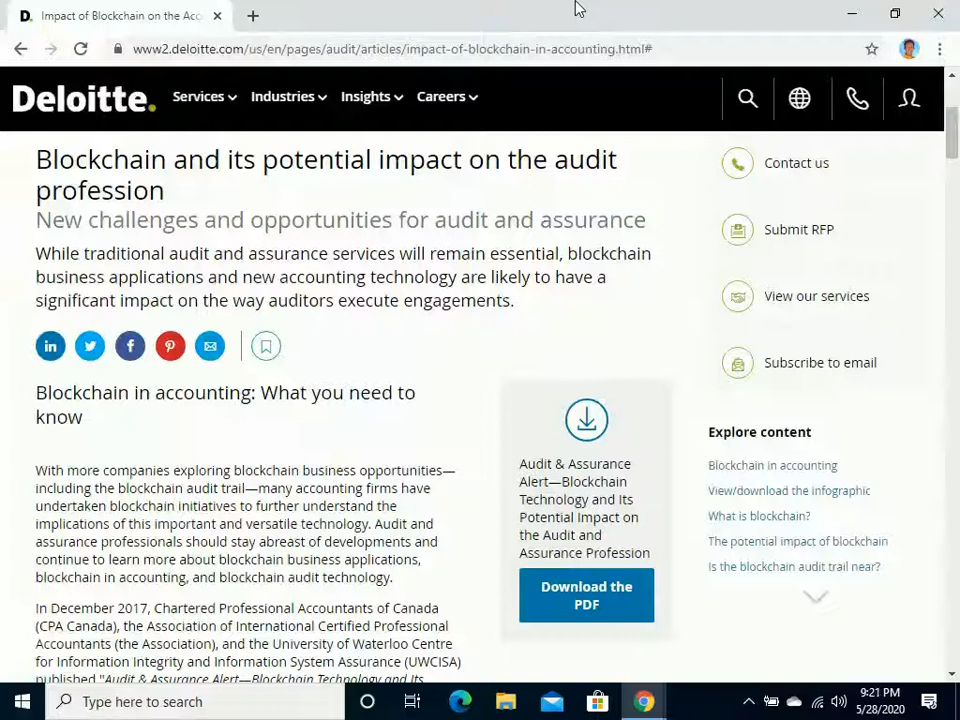 D. Impact of Blockchain on the Acc
www2.deloitte.com/us/en/pages/audit/articles/impact-of-blockchain-in-accounting.html#
Deloitte.
Services
Industries
Insights
Careers
Blockchain and its potential impact on the audit
profession
New challenges and opportunities for audit and assurance
While traditional audit and assurance services will remain essential, blockchain
business applications and new accounting technology are likely to have a
significant impact on the way auditors execute engagements.
in
f
Blockchain in accounting: What you need to
know
With more companies exploring blockchain business opportunities—
including the blockchain audit trail—many accounting firms have
undertaken blockchain initiatives to further understand the
implications of this important and versatile technology. Audit and
assurance professionals should stay abreast of developments and
continue to learn more about blockchain business applications,
blockchain in accounting, and blockchain audit technology.
In December 2017, Chartered Professional Accountants of Canada
(CPA Canada), the Association of International Certified Professional
Accountants (the Association), and the University of Waterloo Centre
for Information Integrity and Information System Assurance (UWCISA)
published "Audit & Assurance Alert—Blockchain Technology and Its
Audit & Assurance
Alert—Blockchain
Technology and Its
Potential Impact on
the Audit and
Assurance Profession
Download the
PDF
Contact us
Submit RFP
View our services
Subscribe to email
Explore content
Blockchain in accounting
View/download the infographic
What is blockchain?
The potential impact of blockchain
Is the blockchain audit trail near?
Type here to search
9:21 PM
5/28/2020